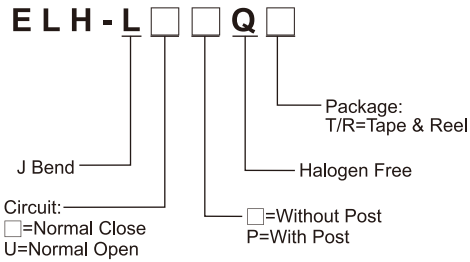 ELH-L□□Q□
Package:
T/R=Tape & Reel
J Bend
Halogen Free
Circuit:
□=Normal Close
U=Normal Open
□=Without Post
P=With Post